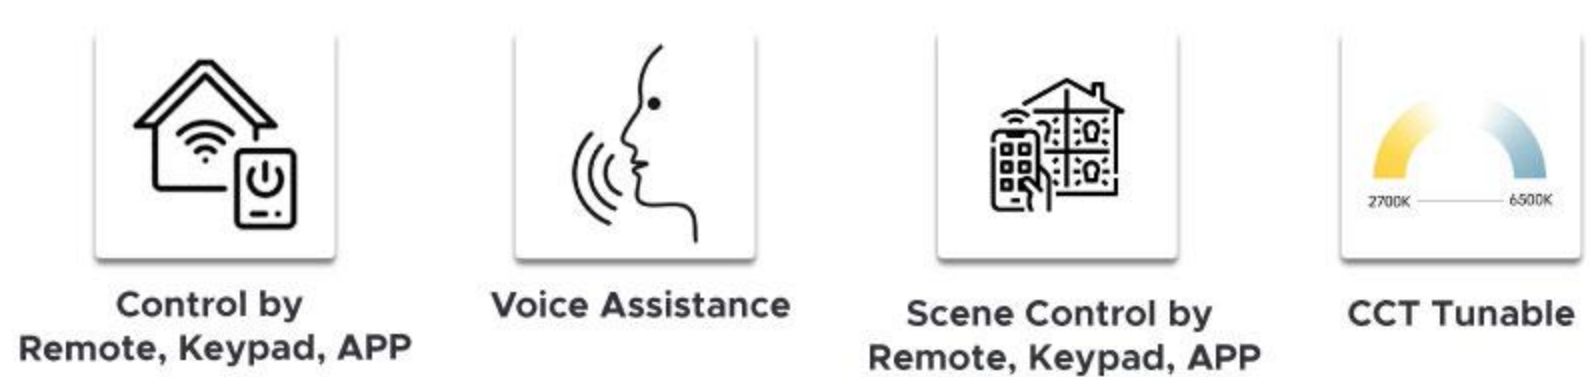 2700K
6500K
Control by
Remote, Keypad, APP
Voice Assistance
Scene Control by
Remote, Keypad, APP
CCT Tunable